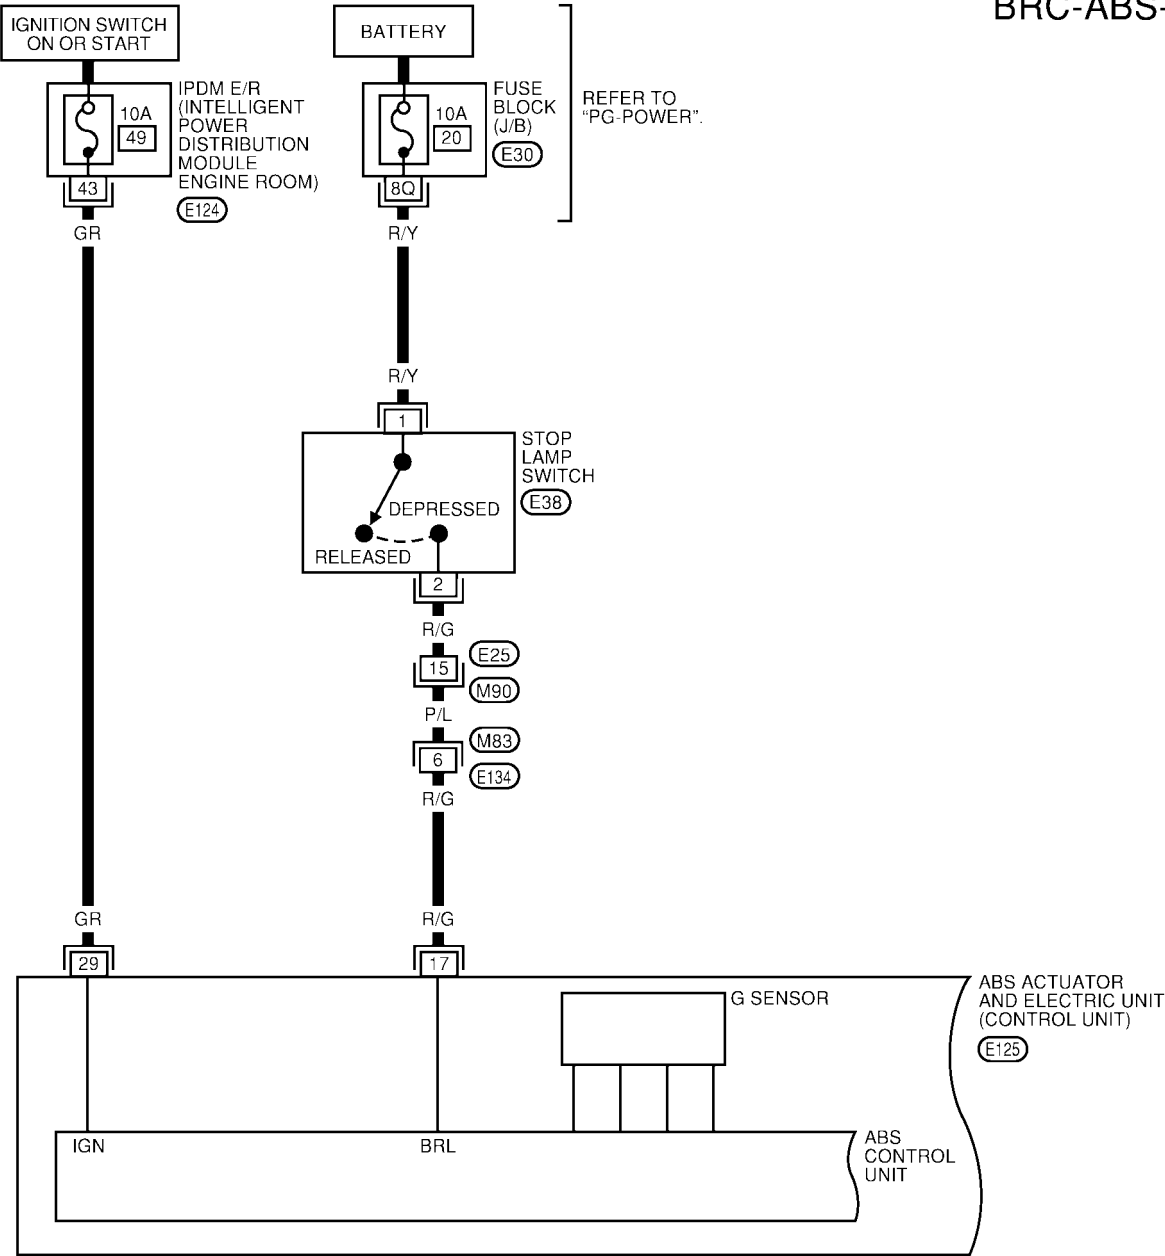 BRC-ABS-
IGNITION SWITCH
ON OR START
BATTERY
IPDM E/R
(INTELLIGENT
POWER
DISTRIBUTION
MODULE
ENGINE ROOM)
E124
10A
49
43
GR
FUSE
BLOCK
(J/B)
E30
10A
20
8Q
R/Y
REFER TO
“PG-POWER”.
R/Y
1
STOP
LAMP
SWITCH
E38
DEPRESSED
RELEASED
2
R/G
15
E25
M90
P/L
M83
6
E134
R/G
GR
R/G
29
17
G SENSOR
ABS ACTUATOR
AND ELECTRIC UNIT
(CONTROL UNIT)
E125
IGN
BRL
ABS
CONTROL
UNIT